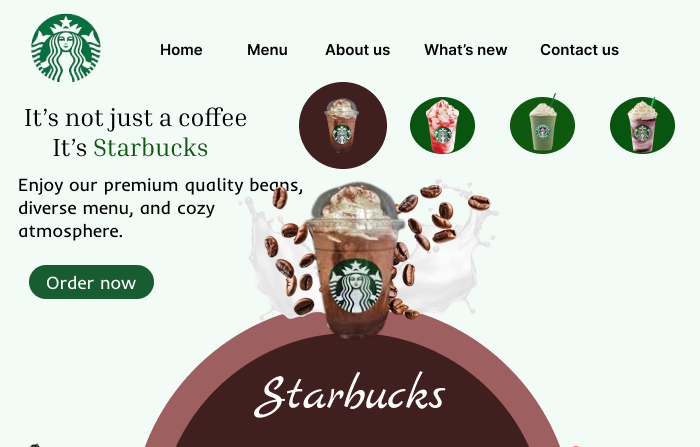 Home Menu About us What's new Contact us
It's not just a coffee
It's Starbucks
Enjoy our premium quality beans,
diverse menu, and cozy
atmosphere.
Order now
Starbucks